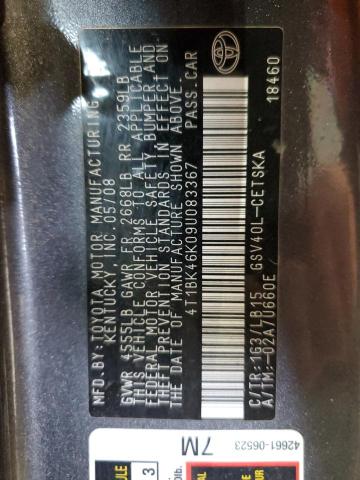 MFD.BY:TOYOTA MOTOR MANUFACTURING
KENTUCKY, INC.05/08
GVWR 4555LB GAWR FR 2668LB RR 2359LB
THIS VEHICLE CONFORMS TO ALL APPLICABLE
FEDERAL MOTOR VEHICLE SAFETY, BUMPER AND
THEFT PREVENTION STANDARDS IN EFFECT ON
THE DATE OF MANUFACTURE SHOWN ABOVE.
4T1BK46K09U083367 PASS.CAR
C/TR:1G3/LB15 GSV40L-CETSKA
A/TM:-02A/U660E 18460
42661-06523
7M